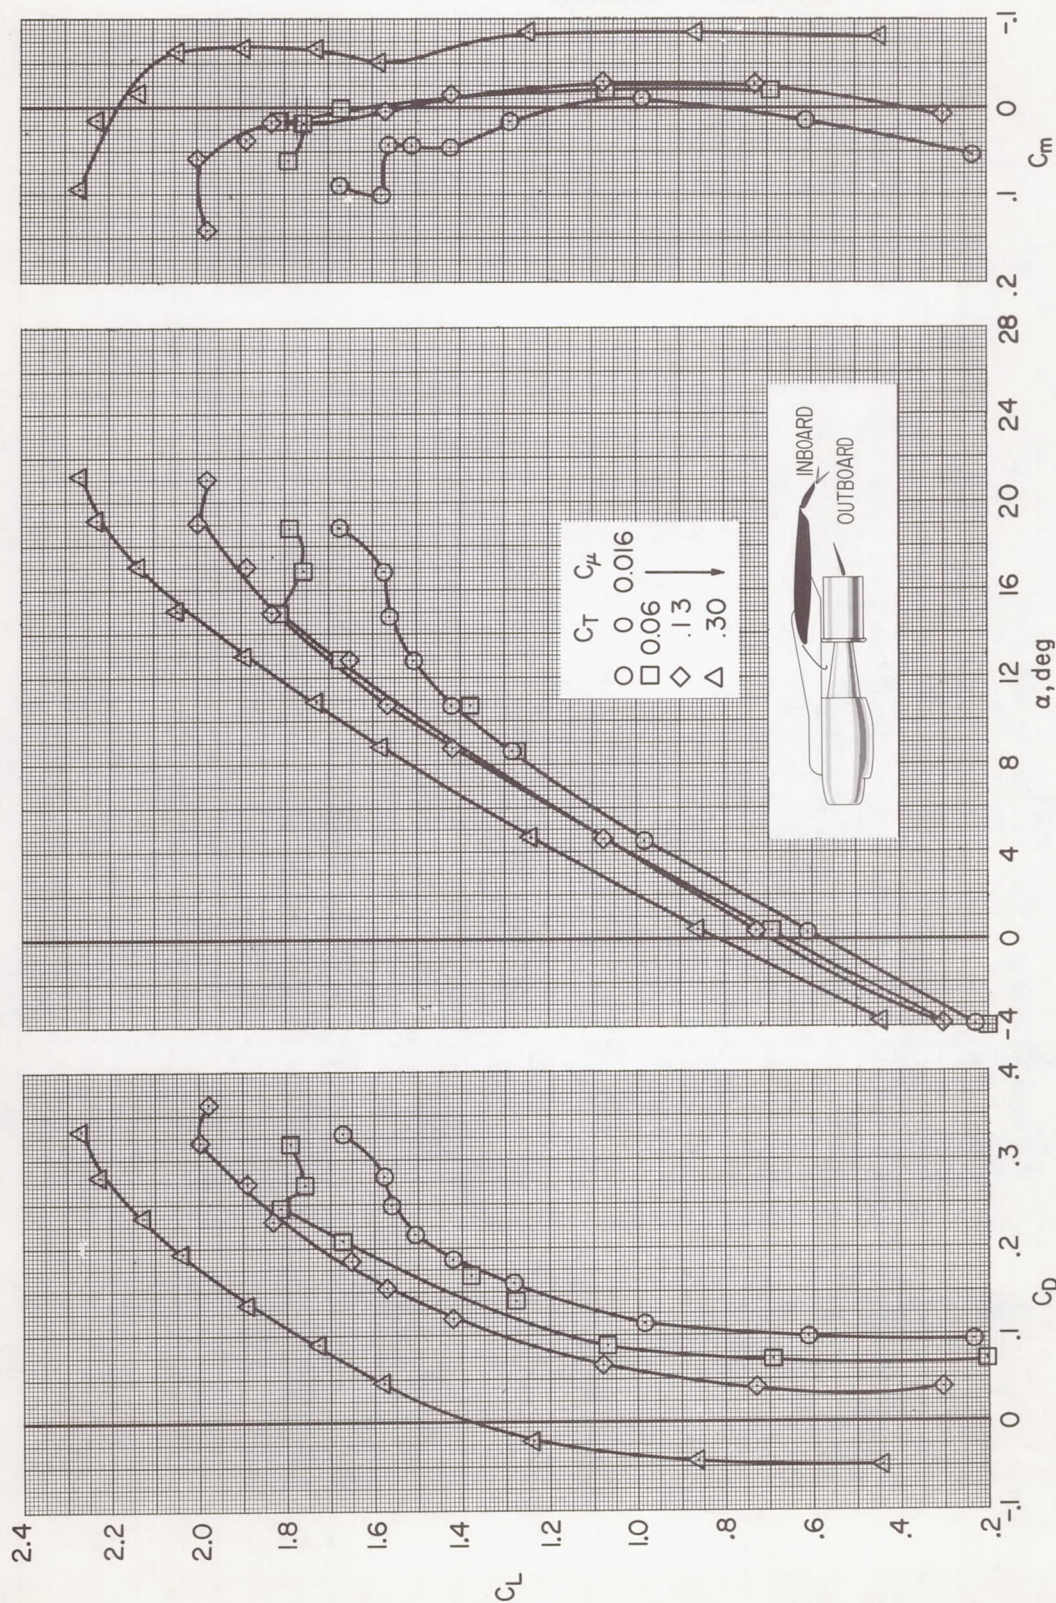 2.4
2.2
2.0
1.8
1.6
1.4
1.2
1.0
.8
.6
.4
.2
C_L
-.1 0 .1 .2 .3 .4
C_D
-4 0 4 8 12 16 20 24 28
α, deg
.2 .1 0 -.1
C_m
C_T C_μ
○ 0 0.016
□ 0.06
◇ .13
△ .30
INBOARD
OUTBOARD